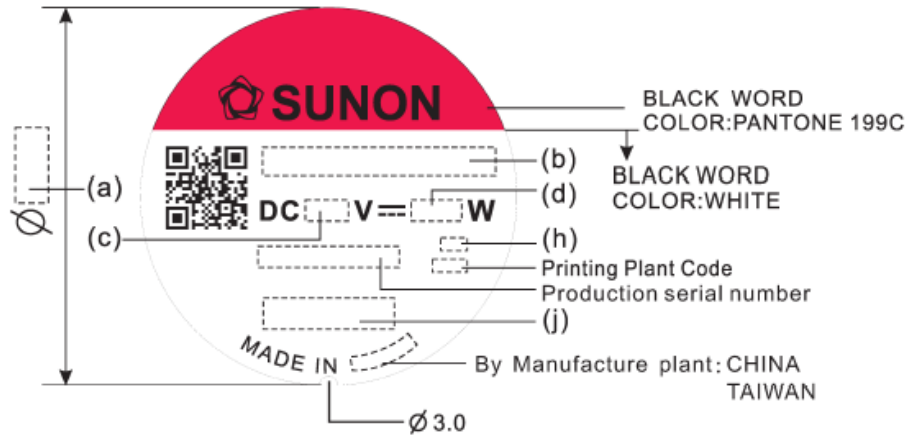 SUNON
BLACK WORD
COLOR:PANTONE 199C
(b)
BLACK WORD
COLOR:WHITE
(a)
(d)
Ø
DC V W
(c)
(h)
Printing Plant Code
Production serial number
(j)
MADE IN
By Manufacture plant: CHINA
TAIWAN
Ø 3.0